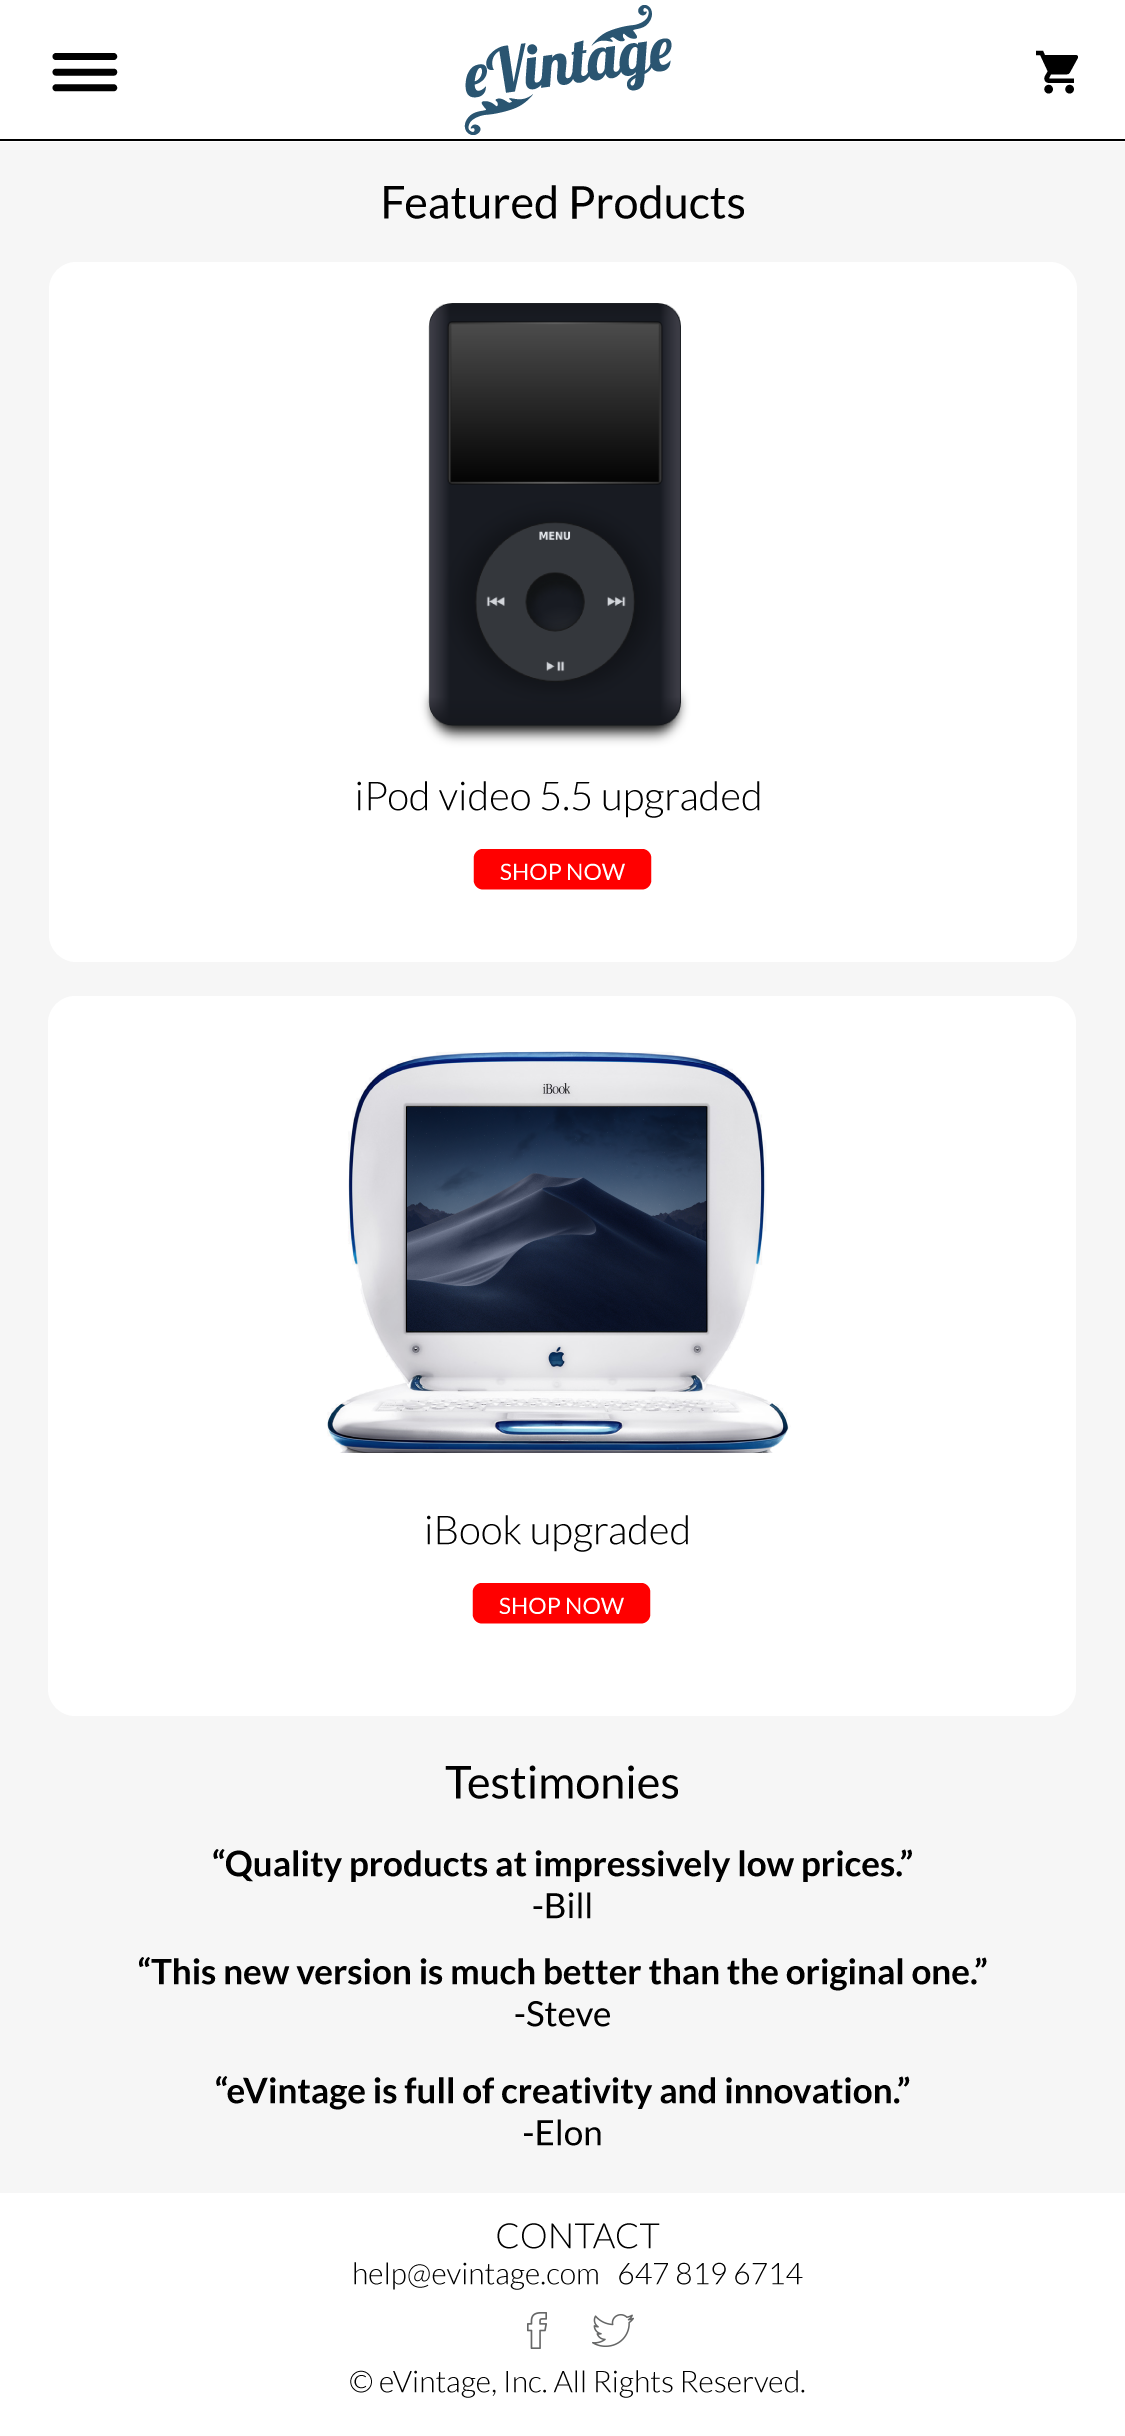 eVintage
Featured Products
MENU
iPod video 5.5 upgraded
SHOP NOW
iBook
iBook upgraded
SHOP NOW
Testimonies
“Quality products at impressively low prices.”
-Bill
“This new version is much better than the original one.”
-Steve
“eVintage is full of creativity and innovation.”
-Elon
CONTACT
help@evintage.com 647 819 6714
© eVintage, Inc. All Rights Reserved.